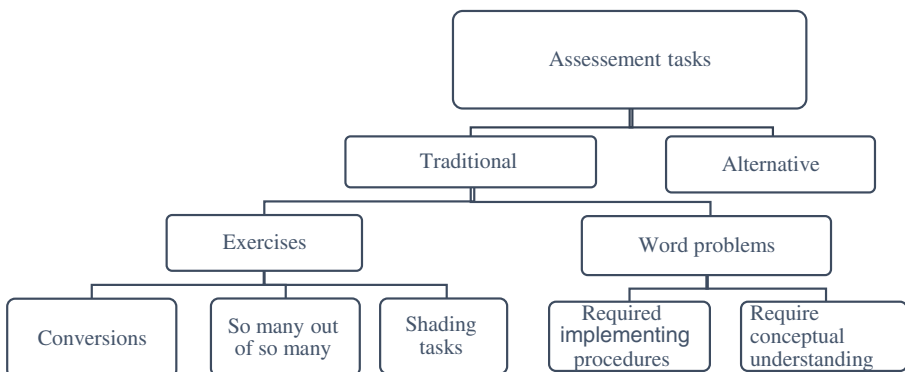 Assessement tasks
Traditional
Alternative
Exercises
Word problems
Conversions
So many out
of so many
Shading
tasks
Required
implementing
procedures
Require
conceptual
understanding